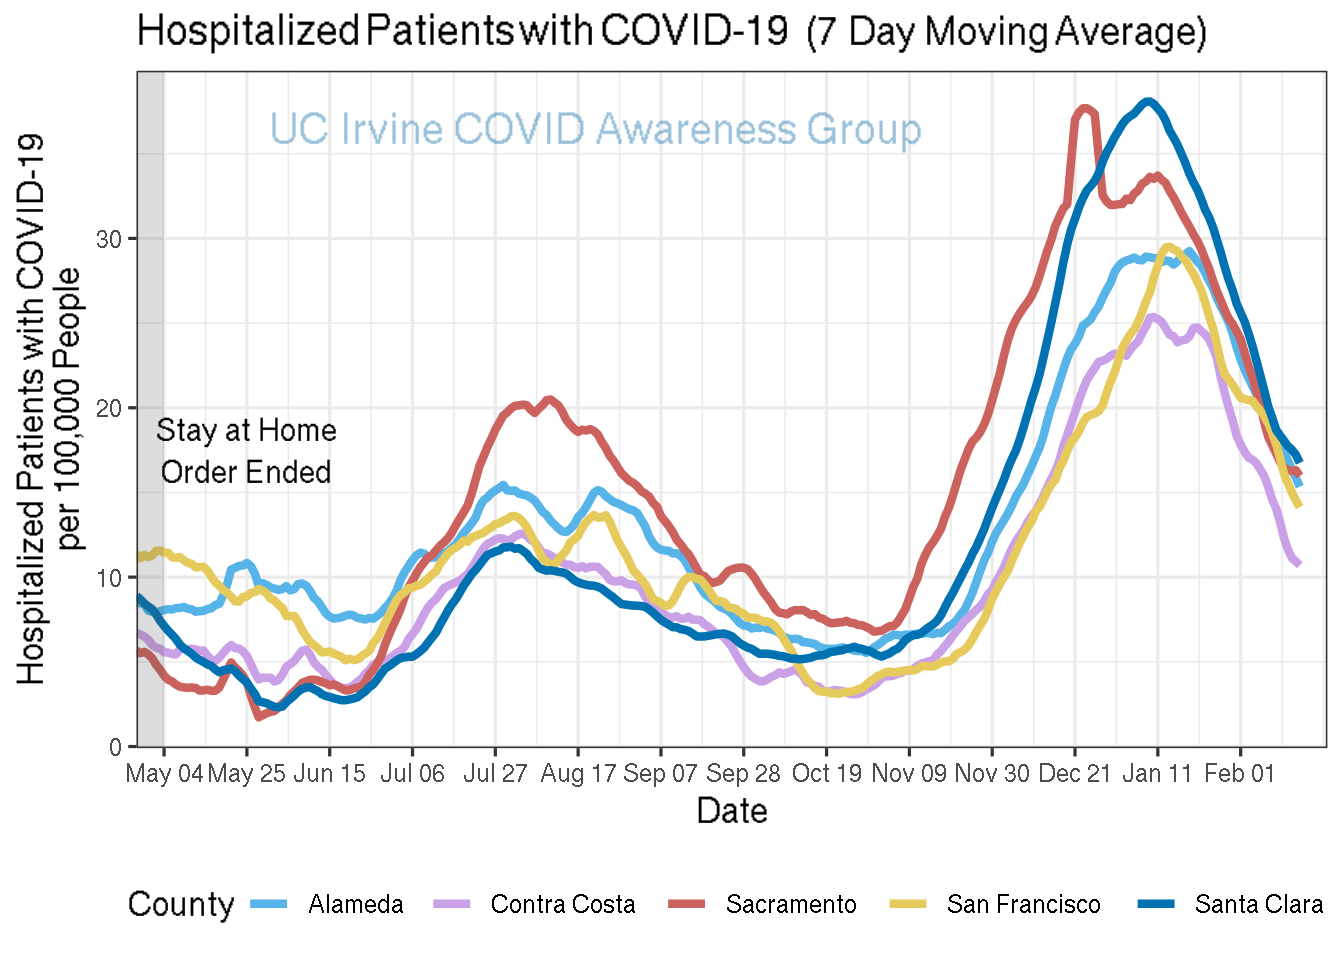 Hospitalized Patients with COVID-19 (7 Day Moving Average)
UC Irvine COVID Awareness Group
Hospitalized Patients with COVID-19
per 100,000 People
30
20
10
0
Stay at Home
Order Ended
May 04 May 25 Jun 15 Jul 06 Jul 27 Aug 17 Sep 07 Sep 28 Oct 19 Nov 09 Nov 30 Dec 21 Jan 11 Feb 01
Date
County Alameda Contra Costa Sacramento San Francisco Santa Clara